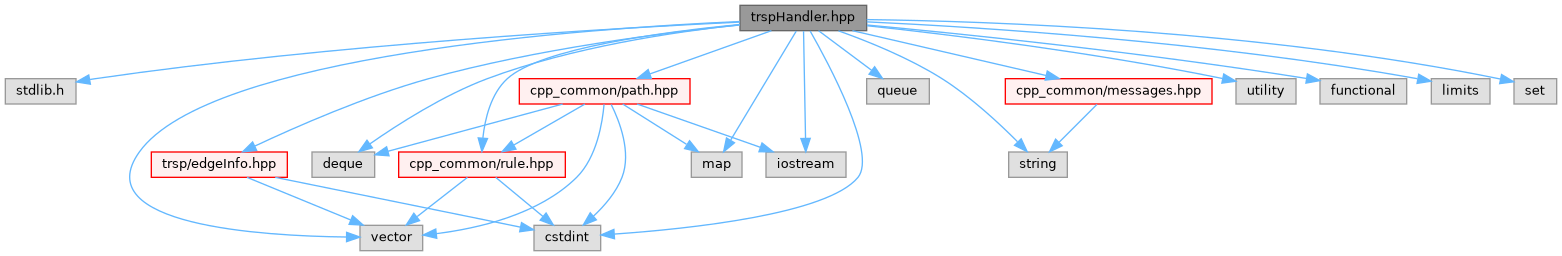 trspHandler.hpp
stdlib.h
cpp_common/path.hpp
queue
cpp_common/messages.hpp
utility
functional
limits
set
trsp/edgeInfo.hpp
deque
cpp_common/rule.hpp
map
iostream
string
vector
cstdint